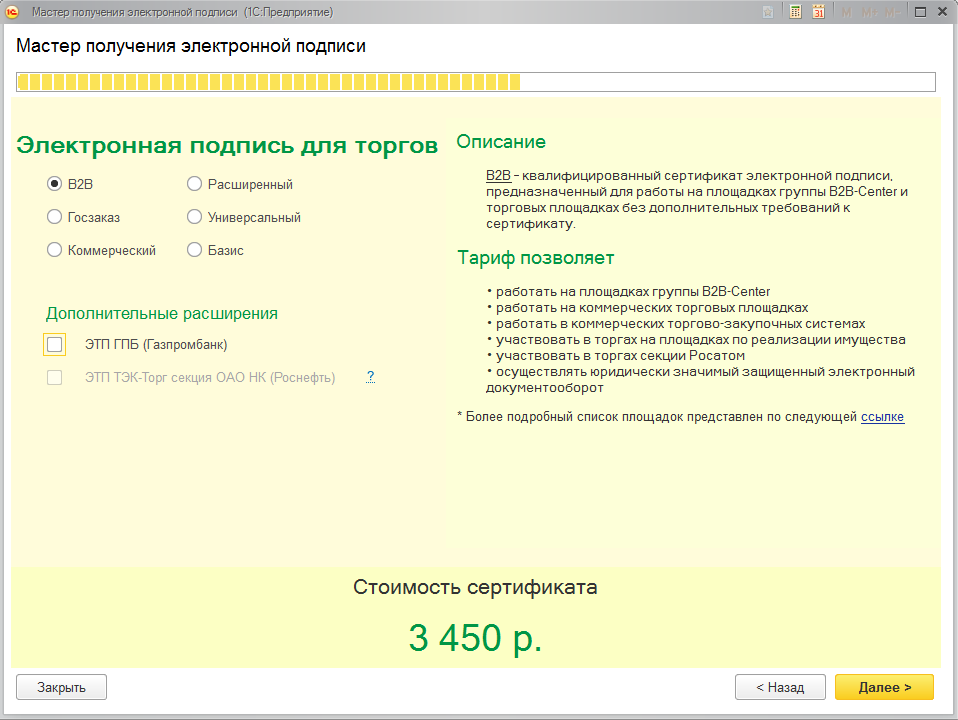 Мастер получения электронной подписи (1С:Предприятие)
31
M M+ M-
Мастер получения электронной подписи
Электронная подпись для торгов
B2B
Расширенный
Госзаказ
Универсальный
Коммерческий
Базис
Дополнительные расширения
ЭТП ГПБ (Газпромбанк)
ЭТП ТЭК-Торг секция ОАО НК (Роснефть) ?
Описание
B2B – квалифицированный сертификат электронной подписи,
предназначенный для работы на площадках группы B2B-Center и
торговых площадках без дополнительных требований к
сертификату.
Тариф позволяет
• работать на площадках группы B2B-Center
• работать на коммерческих торговых площадках
• работать в коммерческих торгово-закупочных системах
• участвовать в торгах на площадках по реализации имущества
• участвовать в торгах секции Росатом
• осуществлять юридически значимый защищенный электронный
документооборот
* Более подробный список площадок представлен по следующей ссылке
Стоимость сертификата
3 450 р.
Закрыть
< Назад
Далее >